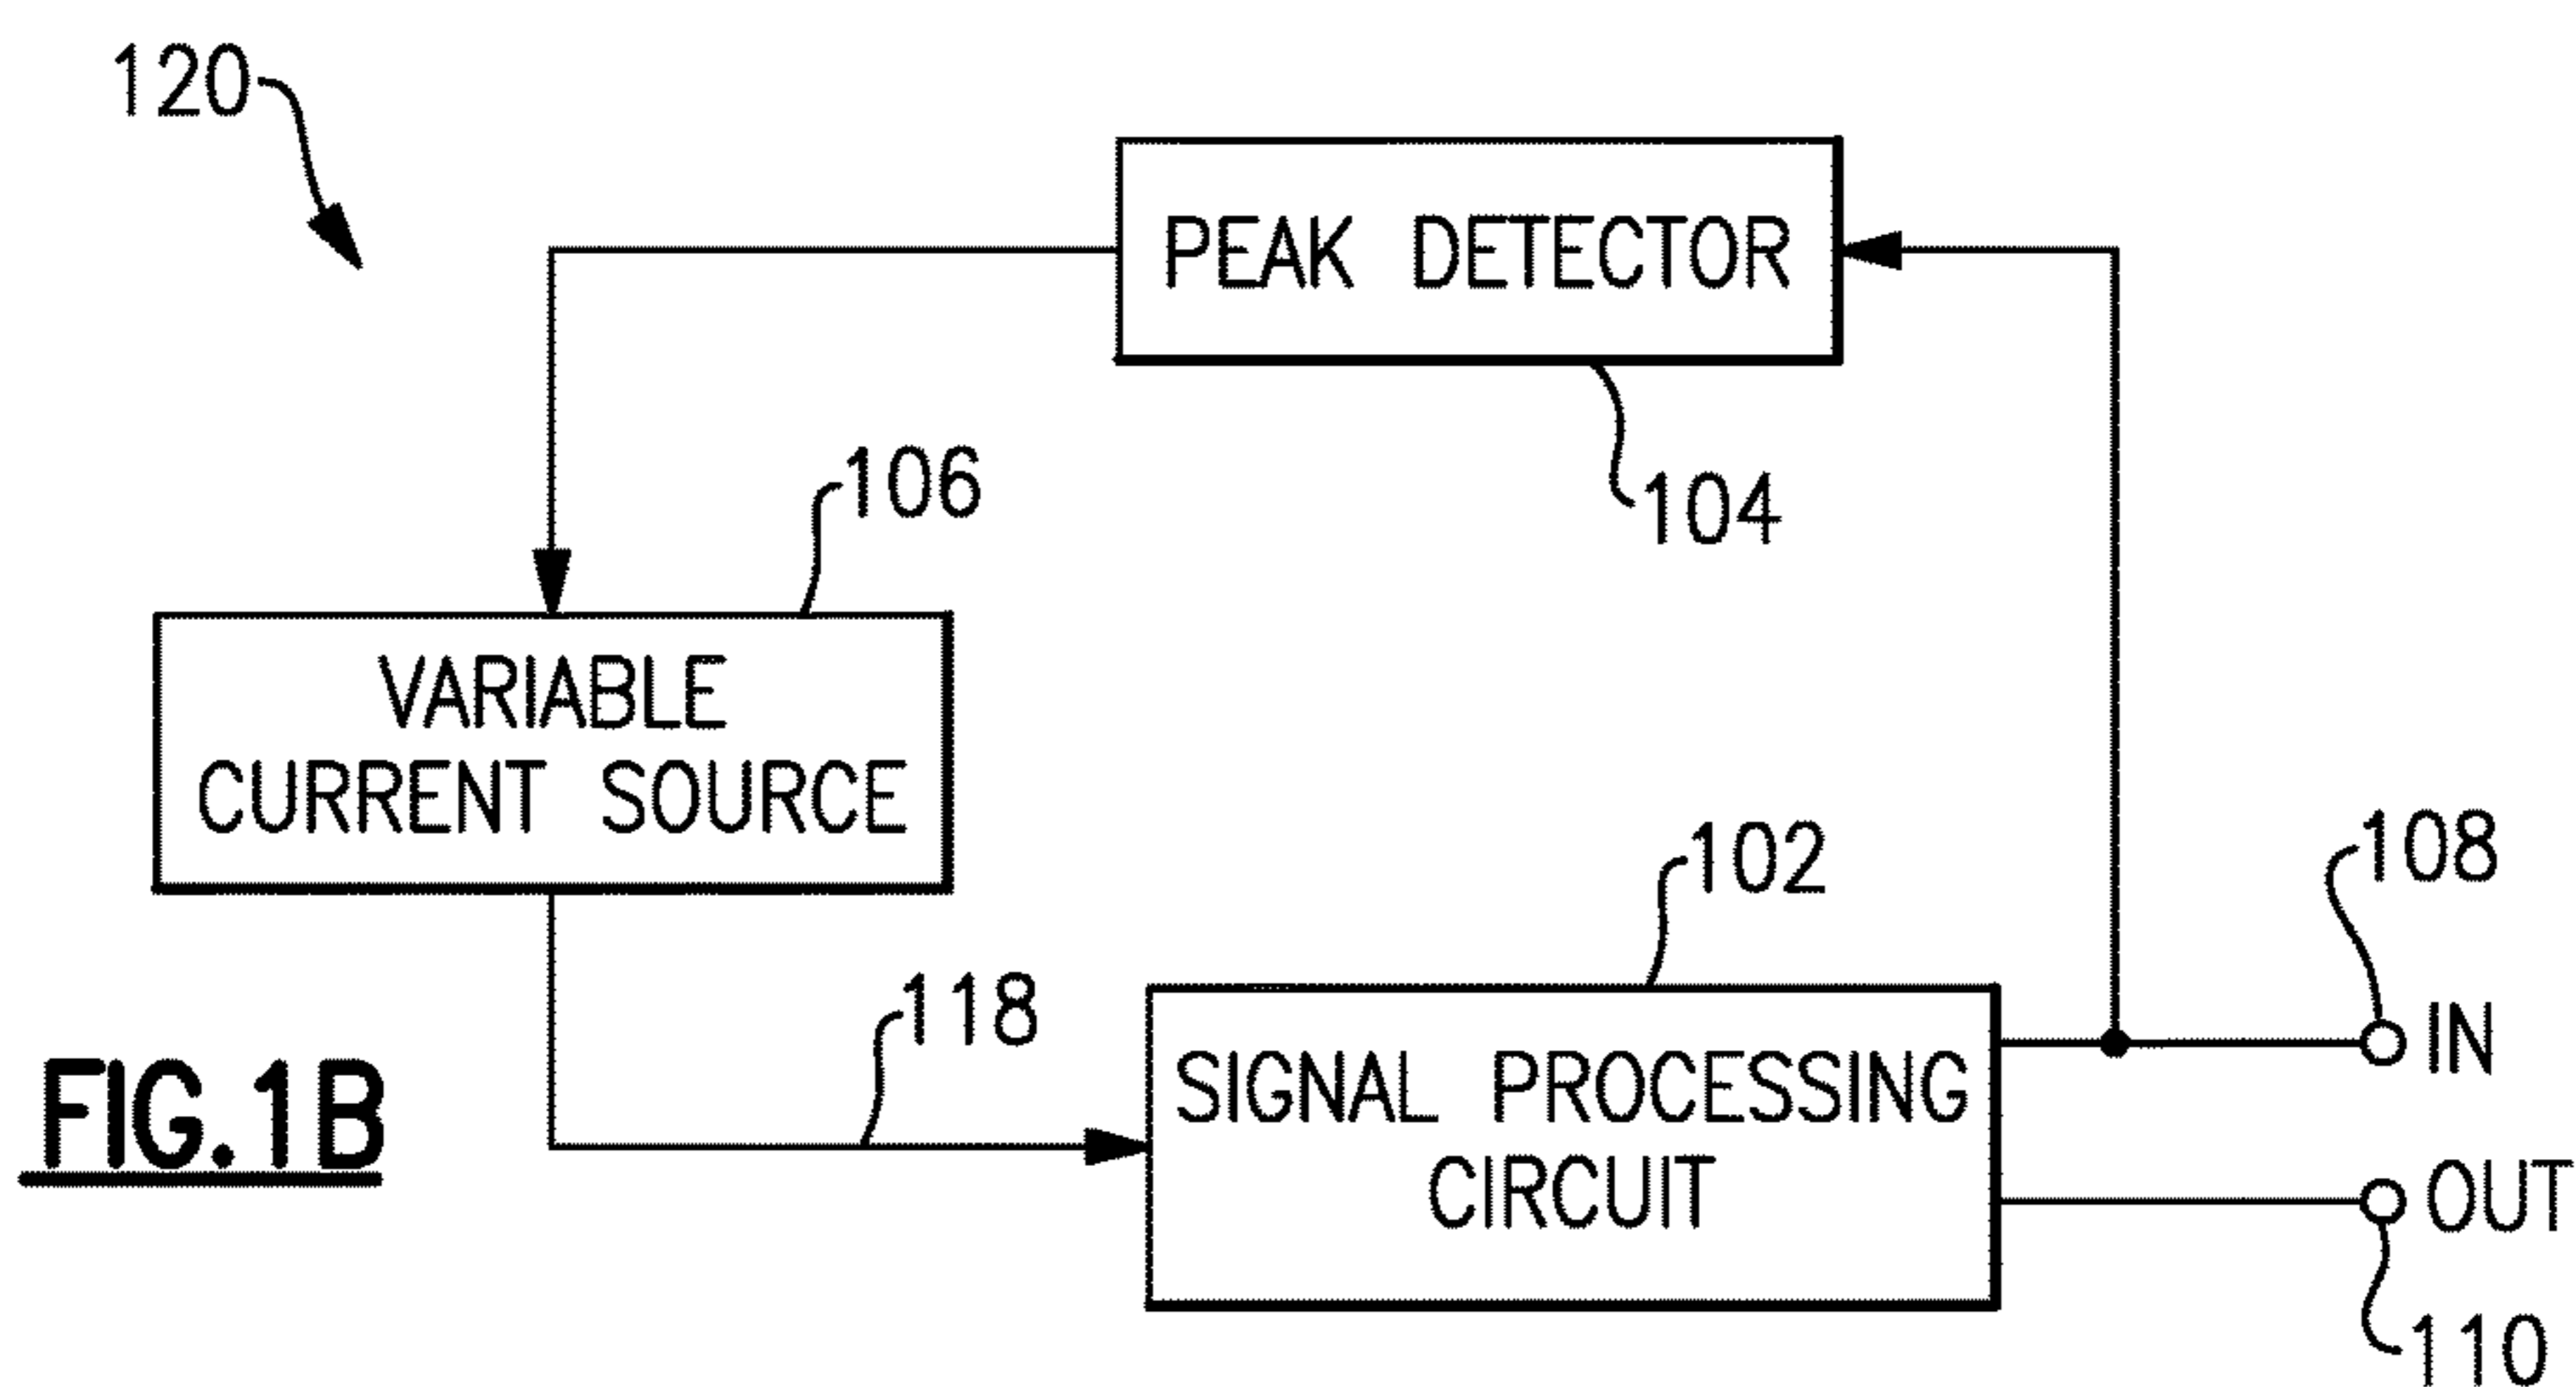 120
PEAK DETECTOR
104
106
VARIABLE
CURRENT SOURCE
102
108
118
IN
SIGNAL PROCESSING
CIRCUIT
OUT
110
FIG.1B